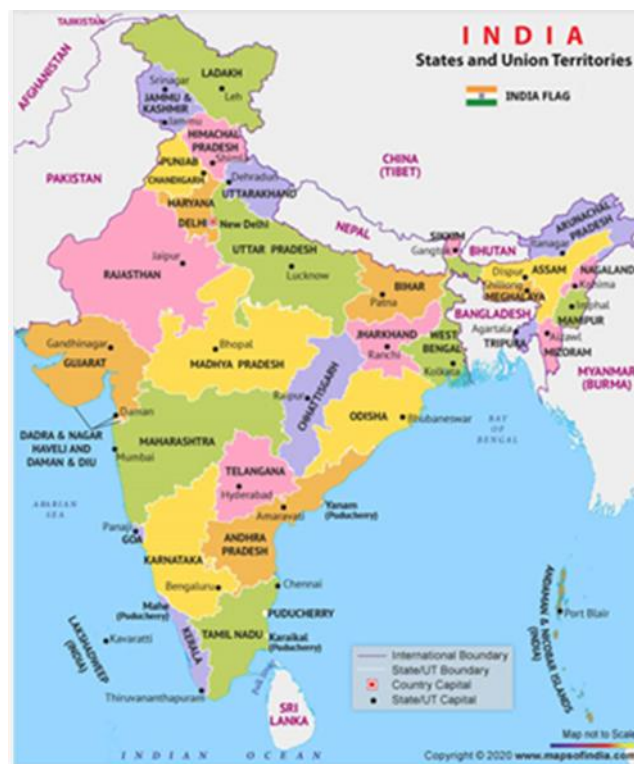 INDIA
States and Union Territories
INDIA FLAG
TAJIKISTAN
AFGHANISTAN
PAKISTAN
CHINA
(TIBET)
NEPAL
BHUTAN
BANGLADESH
MYANMAR
(BURMA)
SRI
LANKA
LADAKH
Leh
Srinagar
JAMMU &
KASHMIR
Jammu
HIMACHAL
PRADESH
Shimla
PUNJAB
CHANDIGARH
Dehradun
UTTARAKHAND
HARYANA
DELHI
New Delhi
RAJASTHAN
Jaipur
UTTAR PRADESH
Lucknow
BIHAR
Patna
SIKKIM
Gangtok
ARUNACHAL
PRADESH
Itanagar
ASSAM
Dispur
NAGALAND
Kohima
Shillong
MEGHALAYA
Imphal
MANIPUR
Agartala
TRIPURA
Aizawl
MIZORAM
Gandhinagar
GUJARAT
Bhopal
MADHYA PRADESH
JHARKHAND
Ranchi
WEST
BENGAL
Kolkata
Raipur
CHHATTISGARH
ODISHA
Bhubaneswar
Daman
DADRA & NAGAR
HAVELI AND
DAMAN & DIU
MAHARASHTRA
Mumbai
TELANGANA
Hyderabad
Amaravati
Yanam
(Puducherry)
ANDHRA
PRADESH
Panaji
GOA
KARNATAKA
Bengaluru
Chennai
PUDUCHERRY
Mahe
(Puducherry)
Karaikal
(Puducherry)
TAMIL NADU
KERALA
Thiruvananthapuram
LAKSHADWEEP
(INDIA)
Kavaratti
ANDAMAN & NICOBAR ISLANDS
(INDIA)
Port Blair
ARABIAN
SEA
BAY
OF
BENGAL
Palk Strait
INDIAN OCEAN
International Boundary
State/UT Boundary
Country Capital
State/UT Capital
Map not to Scale
Copyright © 2020 www.mapsofindia.com